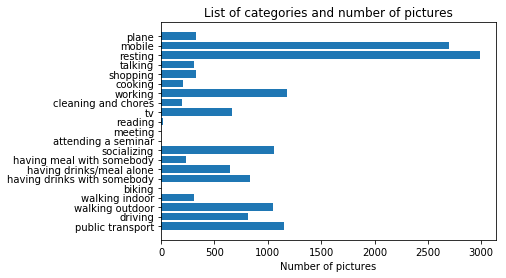 List of categories and number of pictures
plane
mobile
resting
talking
shopping
cooking
working
cleaning and chores
tv
reading
meeting
attending a seminar
socializing
having meal with somebody
having drinks/meal alone
having drinks with somebody
biking
walking indoor
walking outdoor
driving
public transport
0 500 1000 1500 2000 2500 3000
Number of pictures